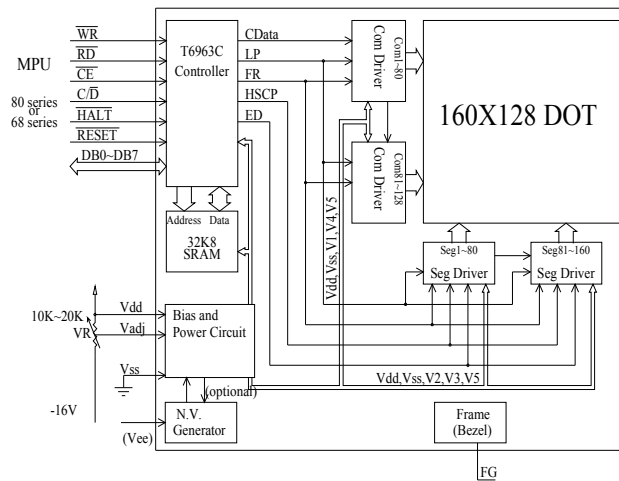 MPU
80 series
or
68 series
WR
RD
CE
C/D
HALT
RESET
DB0~DB7
T6963C
Controller
CData
LP
FR
HSCP
ED
Com Driver
Com1~80
Com Driver
Com81~128
160X128 DOT
Address Data
32K8
SRAM
Vdd,Vss,V1,V4,V5
Seg1~80
Seg Driver
Seg81~160
Seg Driver
10K~20K
VR
Vdd
Vadj
Vss
Bias and
Power Circuit
Vdd,Vss,V2,V3,V5
(optional)
-16V
(Vee)
N.V.
Generator
Frame
(Bezel)
FG